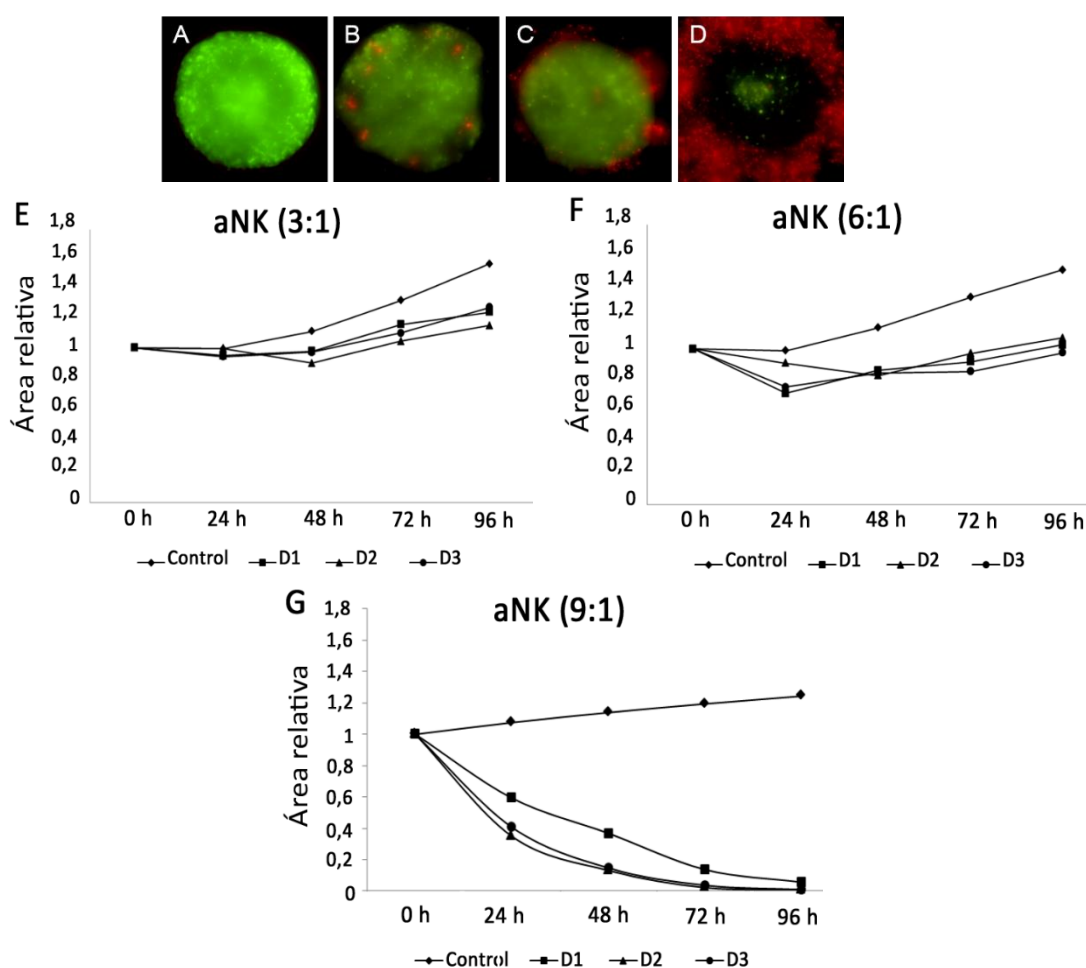 A B C D
E aNK (3:1)
Área relativa
1,8
1,6
1,4
1,2
1
0,8
0,6
0,4
0,2
0
0 h 24 h 48 h 72 h 96 h
Control D1 D2 D3
F aNK (6:1)
Área relativa
1,8
1,6
1,4
1,2
1
0,8
0,6
0,4
0,2
0
0 h 24 h 48 h 72 h 96 h
Control D1 D2 D3
G aNK (9:1)
Área relativa
1,8
1,6
1,4
1,2
1
0,8
0,6
0,4
0,2
0
0 h 24 h 48 h 72 h 96 h
Control D1 D2 D3